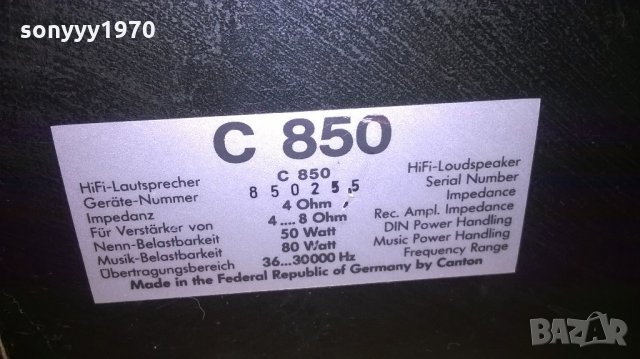 sonyyy1970
C 850
HiFi-Lautsprecher C 850 HiFi-Loudspeaker
Geräte-Nummer 850255 Serial Number
Impedanz 4 Ohm Impedance
Für Verstärker von 4....8 Ohm Rec. Ampl. Impedance
Nenn-Belastbarkeit 50 Watt DIN Power Handling
Musik-Belastbarkeit 80 Watt Music Power Handling
Übertragungsbereich 36...30000 Hz Frequency Range
Made in the Federal Republic of Germany by Canton
BAZAR
bg